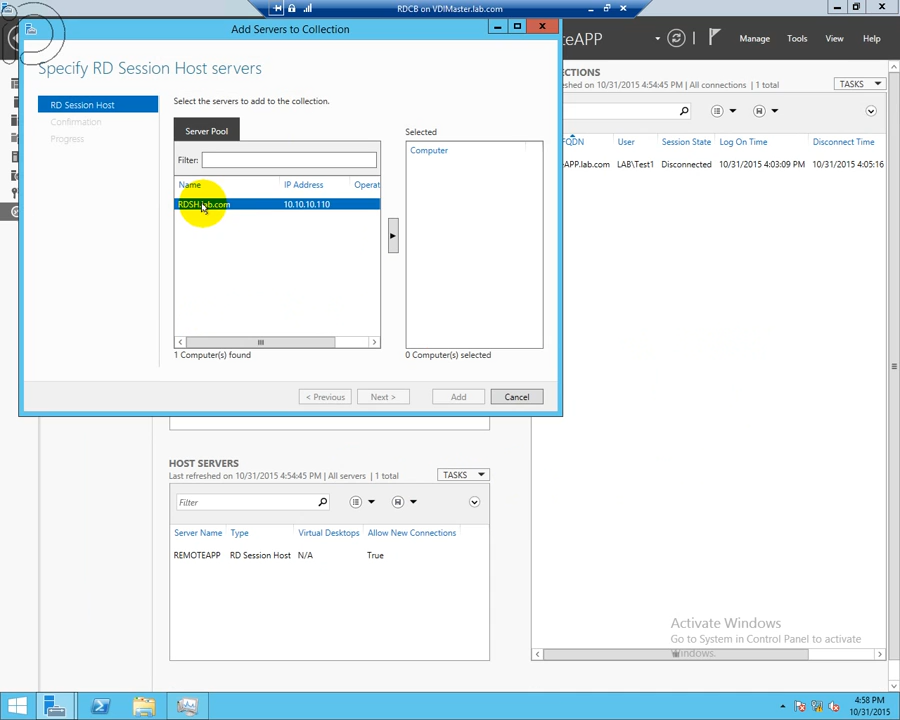 RDCB on VDIMaster.lab.com
Add Servers to Collection
eAPP
Manage Tools View Help
Specify RD Session Host servers
RD Session Host
Confirmation
Progress
Select the servers to add to the collection.
Server Pool
Filter:
Name IP Address Operat
RDSH.lab.com 10.10.10.110
1 Computer(s) found
Selected
Computer
0 Computer(s) selected
< Previous Next > Add Cancel
CTIONS
shed on 10/31/2015 4:54:45 PM | All connections | 1 total
TASKS
FQDN User Session State Log On Time Disconnect Time
eAPP.lab.com LAB\Test1 Disconnected 10/31/2015 4:03:09 PM 10/31/2015 4:05:16
HOST SERVERS
Last refreshed on 10/31/2015 4:54:45 PM | All servers | 1 total
TASKS
Filter
Server Name Type Virtual Desktops Allow New Connections
REMOTEAPP RD Session Host N/A True
Activate Windows
Go to System in Control Panel to activate
Windows.
4:58 PM
10/31/2015